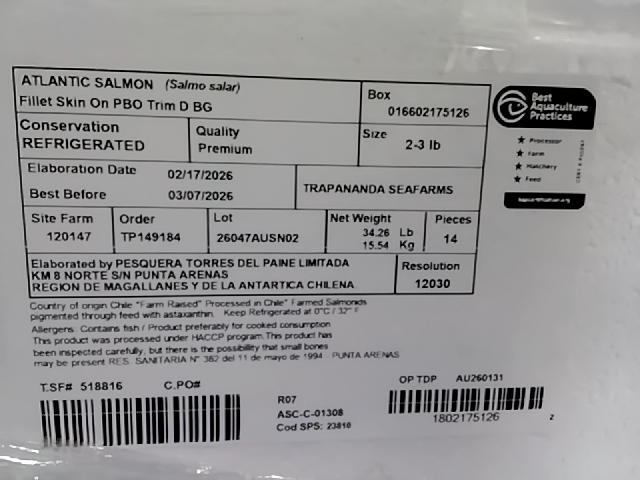 ATLANTIC SALMON (Salmo salar)
Fillet Skin On PBO Trim D BG
Box
016602175126
Conservation
REFRIGERATED
Quality
Premium
Size
2-3 lb
Elaboration Date 02/17/2026
Best Before 03/07/2026
TRAPANANDA SEAFARMS
Site Farm
120147
Order
TP149184
Lot
26047AUSN02
Net Weight
34.26 Lb
15.54 Kg
Pieces
14
Elaborated by PESQUERA TORRES DEL PAINE LIMITADA
KM 8 NORTE S/N PUNTA ARENAS
REGION DE MAGALLANES Y DE LA ANTARTICA CHILENA
Resolution
12030
Country of origin Chile "Farm Raised" Processed in Chile" Farmed Salmonids
pigmented through feed with astaxanthin. Keep Refrigerated at 0°C / 32° F
Allergens: Contains fish / Product preferably for cooked consumption
This product was processed under HACCP program. This product has
been inspected carefully, but there is the possibility that small bones
may be present RES. SANITARIA N° 362 del 11 de mayo de 1994 - PUNTA ARENAS
T.SF# 518816 C.PO#
R07
ASC-C-01308
Cod SPS: 23810
OP TDP AU260131
1802175126
2
Best
Aquaculture
Practices
★ Processor
★ Farm
★ Hatchery
★ Feed